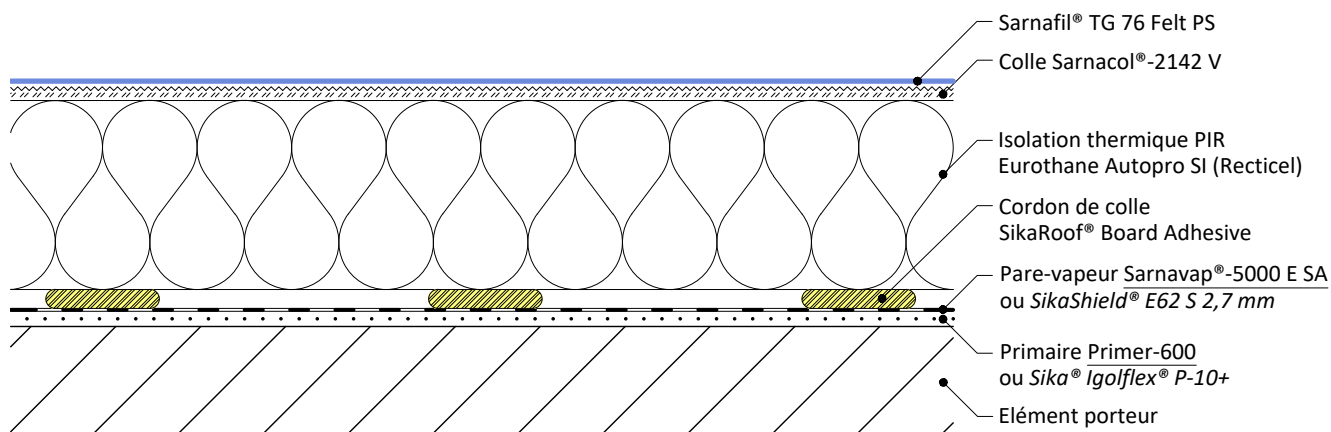 Sarnafil® TG 76 Felt PS
Colle Sarnacol®-2142 V
Isolation thermique PIR
Eurothane Autopro SI (Recticel)
Cordon de colle
SikaRoof® Board Adhesive
Pare-vapeur Sarnavap®-5000 E SA
ou SikaShield® E62 S 2,7 mm
Primaire Primer-600
ou Sika® Igolflex® P-10+
Elément porteur